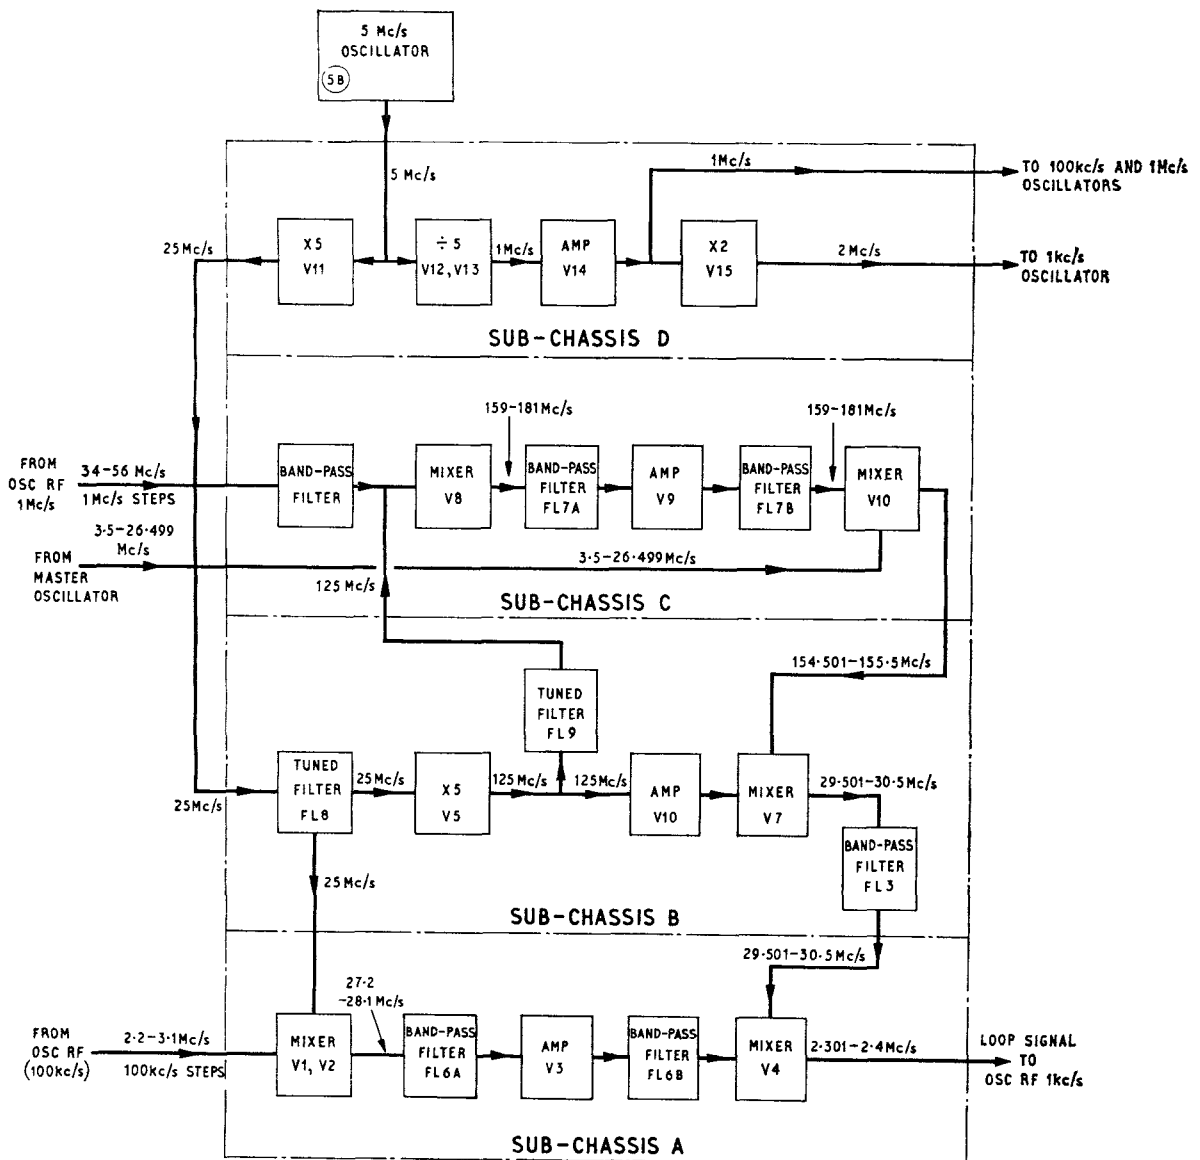 5 Mc/s
OSCILLATOR
5B
5 Mc/s
1Mc/s
TO 100kc/s AND 1Mc/s
OSCILLATORS
25Mc/s
X5
V11
÷ 5
V12, V13
1Mc/s
AMP
V14
X2
V15
2Mc/s
TO 1kc/s
OSCILLATOR
SUB-CHASSIS D
FROM
OSC RF
1Mc/s
34-56 Mc/s
1Mc/s STEPS
BAND-PASS
FILTER
MIXER
V8
159-181Mc/s
BAND-PASS
FILTER
FL7A
AMP
V9
BAND-PASS
FILTER
FL7B
159-181Mc/s
MIXER
V10
3·5-26·499
Mc/s
FROM
MASTER
OSCILLATOR
3·5-26·499Mc/s
125 Mc/s
SUB-CHASSIS C
TUNED
FILTER
FL9
154·501-155·5Mc/s
25Mc/s
TUNED
FILTER
FL8
25Mc/s
X5
V5
125Mc/s
125Mc/s
AMP
V10
MIXER
V7
29·501-30·5Mc/s
BAND-PASS
FILTER
FL3
25Mc/s
SUB-CHASSIS B
29·501-30·5Mc/s
FROM
OSC RF
(100kc/s)
2·2-3·1Mc/s
100kc/s STEPS
MIXER
V1, V2
27·2
-28·1Mc/s
BAND-PASS
FILTER
FL6A
AMP
V3
BAND-PASS
FILTER
FL6B
MIXER
V4
2·301-2·4Mc/s
LOOP SIGNAL
TO
OSC RF 1kc/s
SUB-CHASSIS A